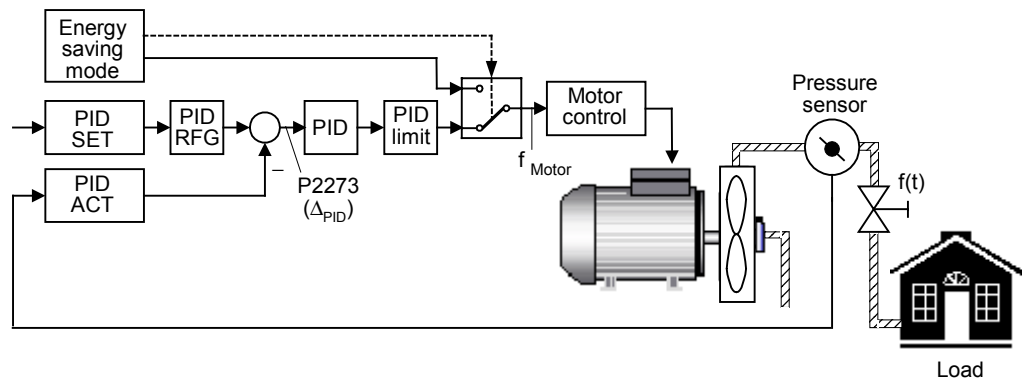 Energy
saving
mode
PID
SET
PID
RFG
PID
PID
limit
Motor
control
Pressure
sensor
f Motor
f(t)
PID
ACT
–
P2273
(ΔPID)
Load